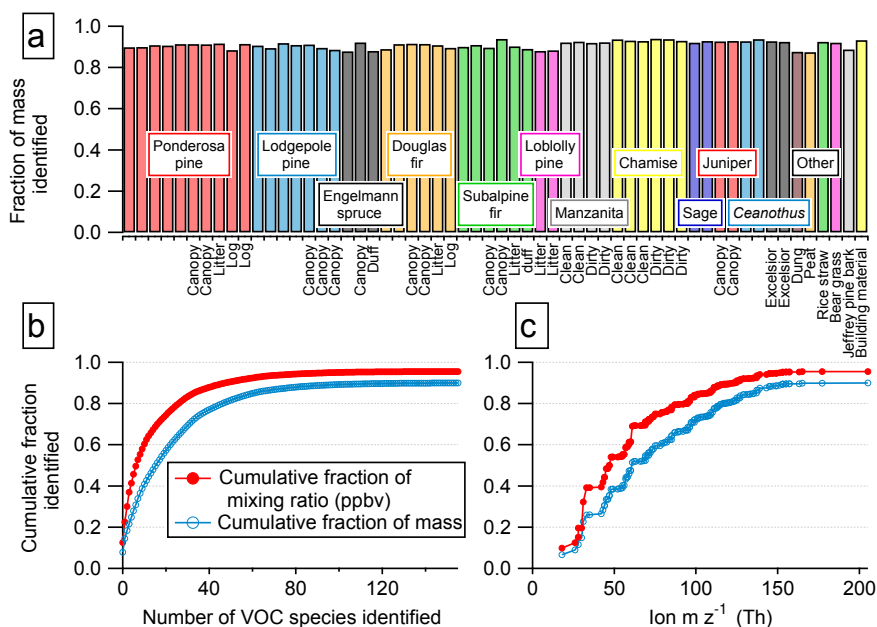 a
Fraction of mass
identified
1.0
0.8
0.6
0.4
0.2
0.0
Ponderosa
pine
Lodgepole
pine
Engelmann
spruce
Douglas
fir
Subalpine
fir
Loblolly
pine
Manzanita
Chamise
Sage
Juniper
Ceanothus
Other
Canopy
Canopy
Litter
Log
Log
Canopy
Canopy
Canopy
Canopy
Duff
Canopy
Canopy
Litter
Log
Canopy
Canopy
Litter
duff
Litter
Litter
Clean
Clean
Dirty
Dirty
Clean
Clean
Clean
Dirty
Dirty
Dirty
Canopy
Canopy
Excelsior
Excelsior
Dung
Peat
Rice straw
Bear grass
Jeffrey pine bark
Building material
b
Cumulative fraction
identified
1.0
0.8
0.6
0.4
0.2
0.0
Cumulative fraction of
mixing ratio (ppbv)
Cumulative fraction of mass
0
40
80
120
Number of VOC species identified
c
1.0
0.8
0.6
0.4
0.2
0.0
50
100
150
200
Ion m z⁻¹ (Th)